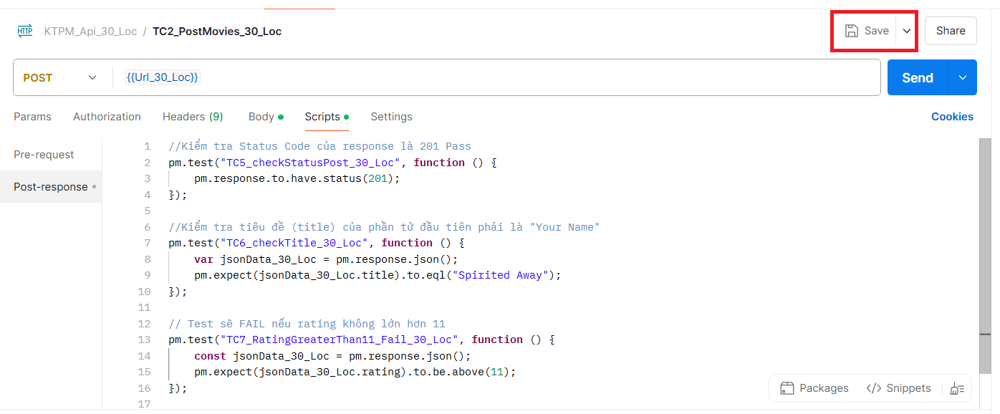 HTTP KTPM_Api_30_Loc / TC2_PostMovies_30_Loc Save Share
POST {{Url_30_Loc}} Send
Params Authorization Headers (9) Body Scripts Settings Cookies
Pre-request
Post-response
1 //Kiểm tra Status Code của response là 201 Pass
2 pm.test("TC5_checkStatusPost_30_Loc", function () {
3 pm.response.to.have.status(201);
4 });
5
6 //Kiểm tra tiêu đề (title) của phần tử đầu tiên phải là "Your Name"
7 pm.test("TC6_checkTitle_30_Loc", function () {
8 var jsonData_30_Loc = pm.response.json();
9 pm.expect(jsonData_30_Loc.title).to.eql("Spirited Away");
10 });
11
12 // Test sẽ FAIL nếu rating không lớn hơn 11
13 pm.test("TC7_RatingGreaterThan11_Fail_30_Loc", function () {
14 const jsonData_30_Loc = pm.response.json();
15 pm.expect(jsonData_30_Loc.rating).to.be.above(11);
16 });
17
Packages </> Snippets